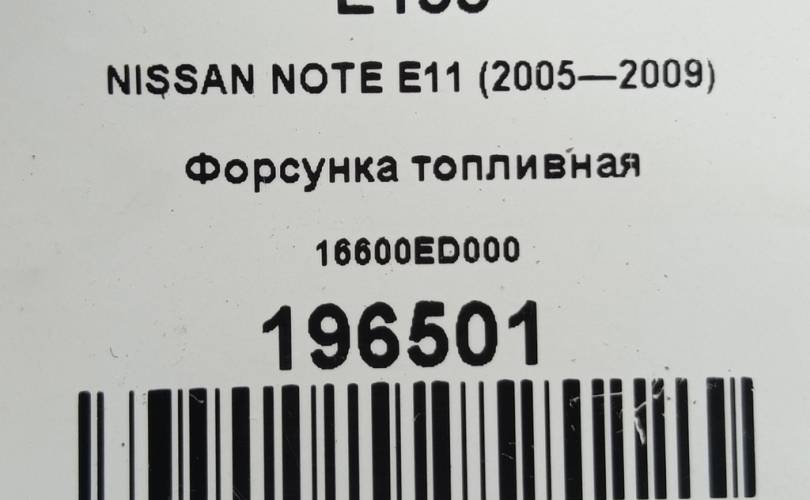 NISSAN NOTE E11 (2005—2009)
Форсунка топливная
16600ED000
196501